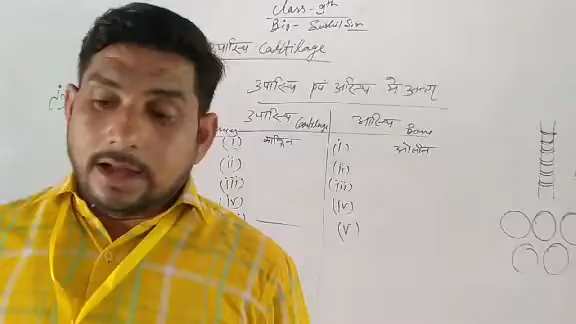 Class - 9th
Bio - Sushil Sir
उपास्थि Cartilage
उपास्थि एवं अस्थि में अन्तर
उपास्थि Cartilage अस्थि Bone
(i) कॉन्ड्रिन (i) ओसीन
(ii) (ii)
(iii) (iii)
(iv) (iv)
(v)